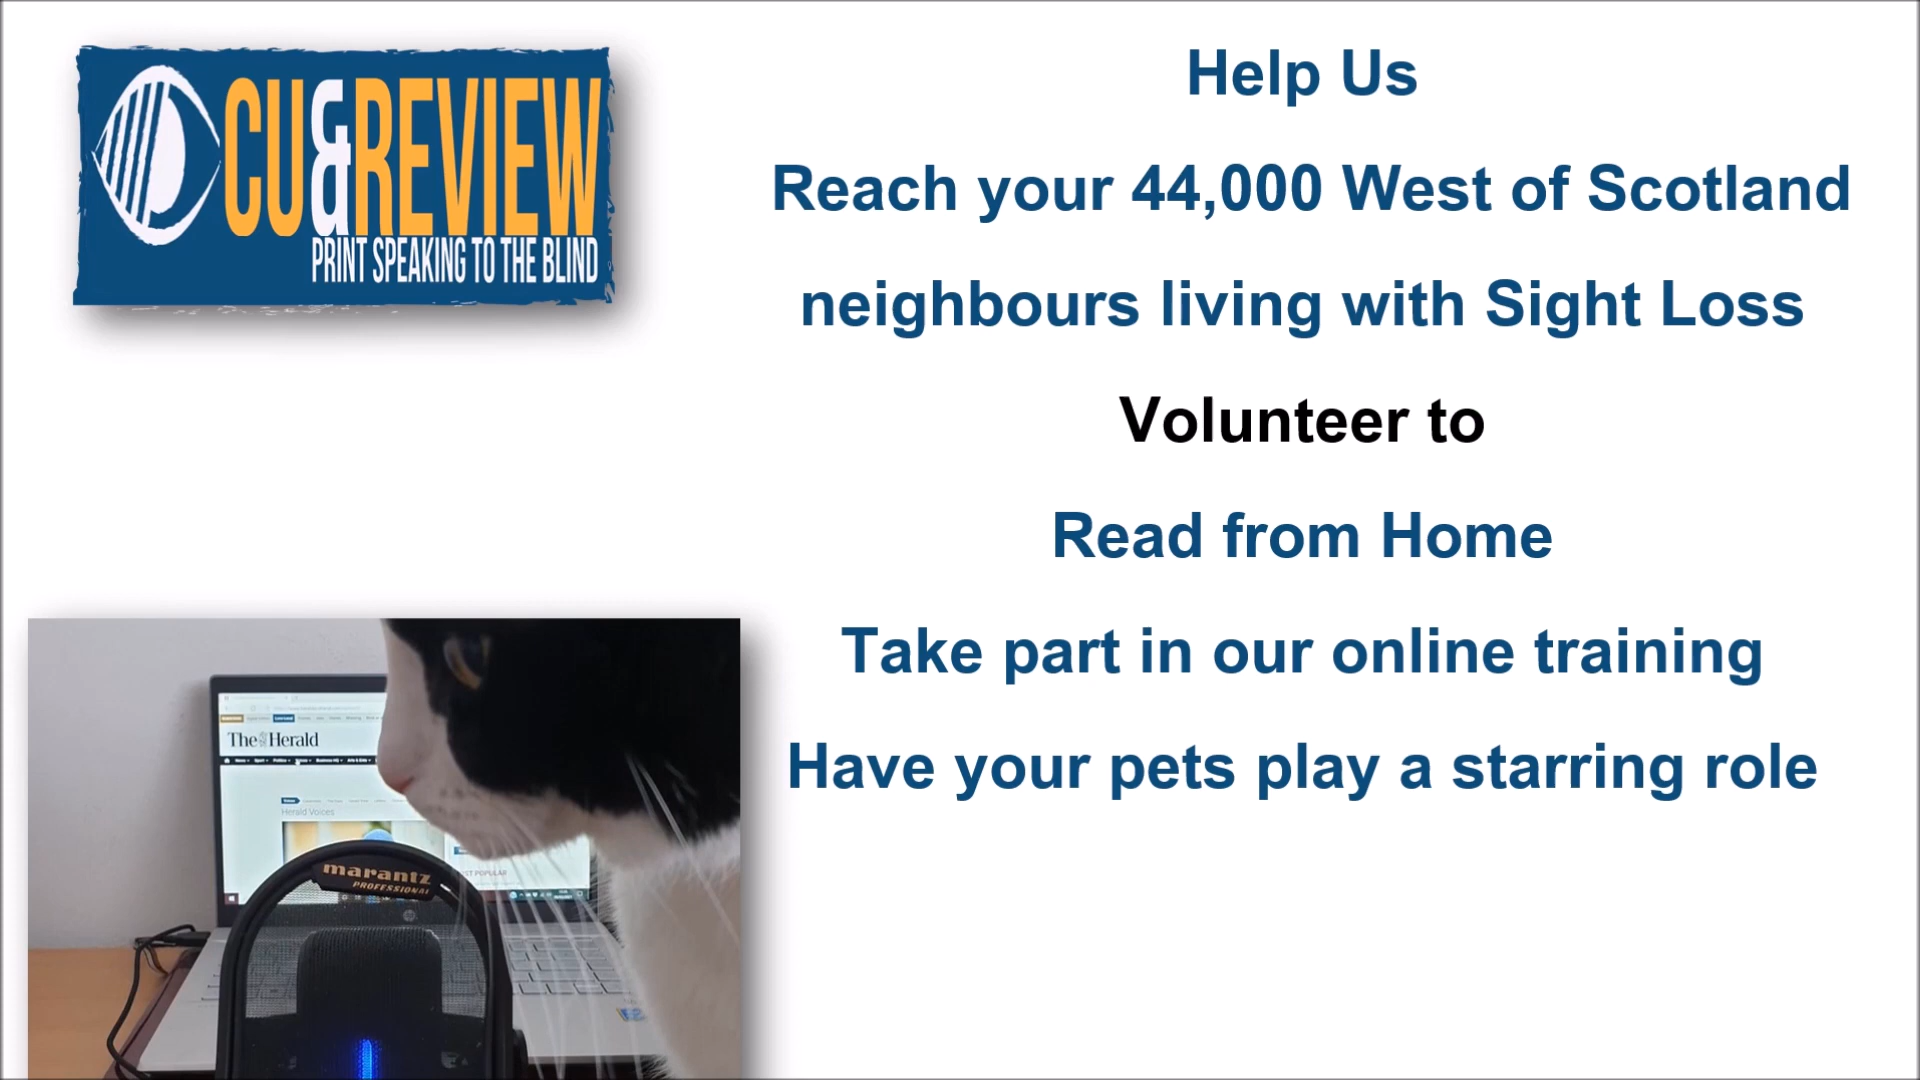 CU&REVIEW
PRINT SPEAKING TO THE BLIND
Help Us
Reach your 44,000 West of Scotland
neighbours living with Sight Loss
Volunteer to
Read from Home
Take part in our online training
Have your pets play a starring role
The Herald
Herald Voices
POPULAR
marantz
PROFESSIONAL